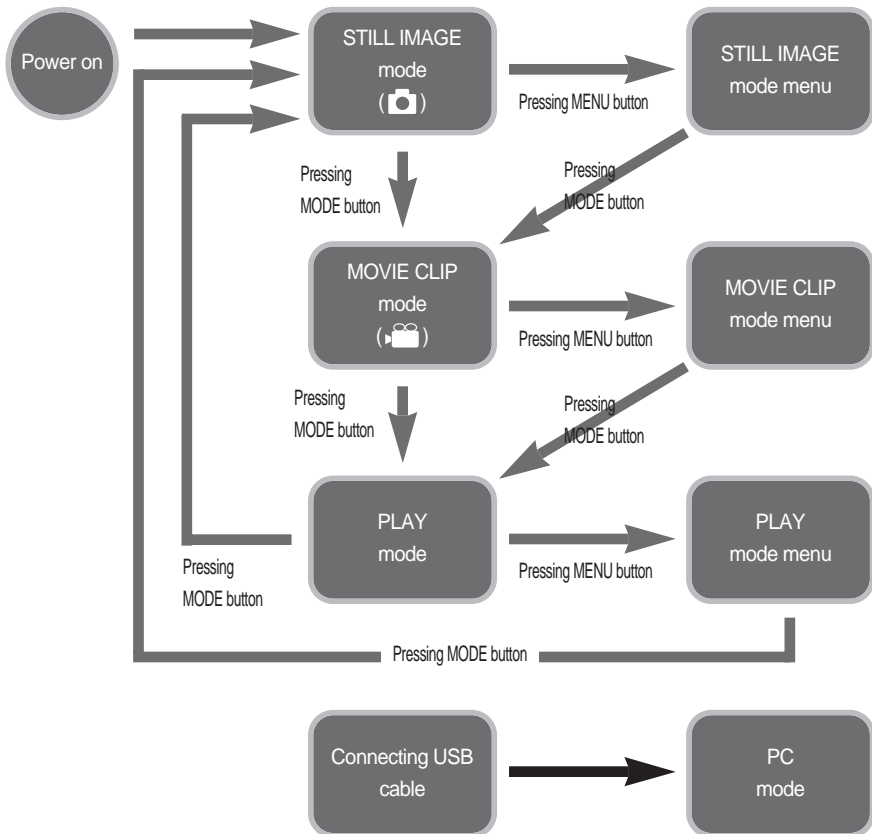 Power on
STILL IMAGE
mode
( )
Pressing MENU button
STILL IMAGE
mode menu
Pressing
MODE button
Pressing
MODE button
MOVIE CLIP
mode
( )
Pressing MENU button
MOVIE CLIP
mode menu
Pressing
MODE button
Pressing
MODE button
PLAY
mode
Pressing MENU button
PLAY
mode menu
Pressing
MODE button
Pressing MODE button
Connecting USB
cable
PC
mode